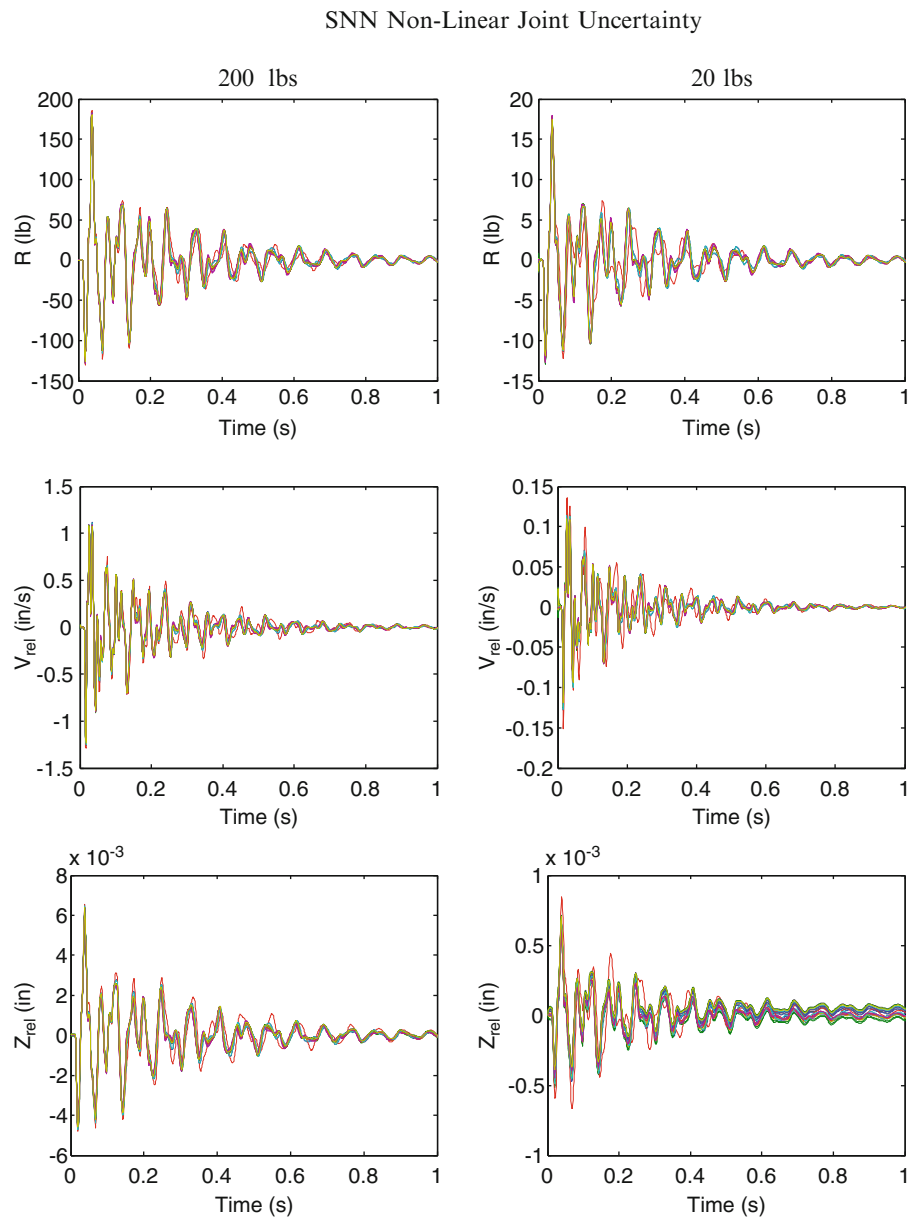 SNN Non-Linear Joint Uncertainty
200 lbs
20 lbs
200
150
100
50
0
-50
-100
-150
R (lb)
0 0.2 0.4 0.6 0.8 1
Time (s)
20
15
10
5
0
-5
-10
-15
R (lb)
0 0.2 0.4 0.6 0.8 1
Time (s)
1.5
1
0.5
0
-0.5
-1
-1.5
Vrel (in/s)
0 0.2 0.4 0.6 0.8 1
Time (s)
0.15
0.1
0.05
0
-0.05
-0.1
-0.15
-0.2
Vrel (in/s)
0 0.2 0.4 0.6 0.8 1
Time (s)
x 10-3
8
6
4
2
0
-2
-4
-6
Zrel (in)
0 0.2 0.4 0.6 0.8 1
Time (s)
x 10-3
1
0.5
0
-0.5
-1
Zrel (in)
0 0.2 0.4 0.6 0.8 1
Time (s)